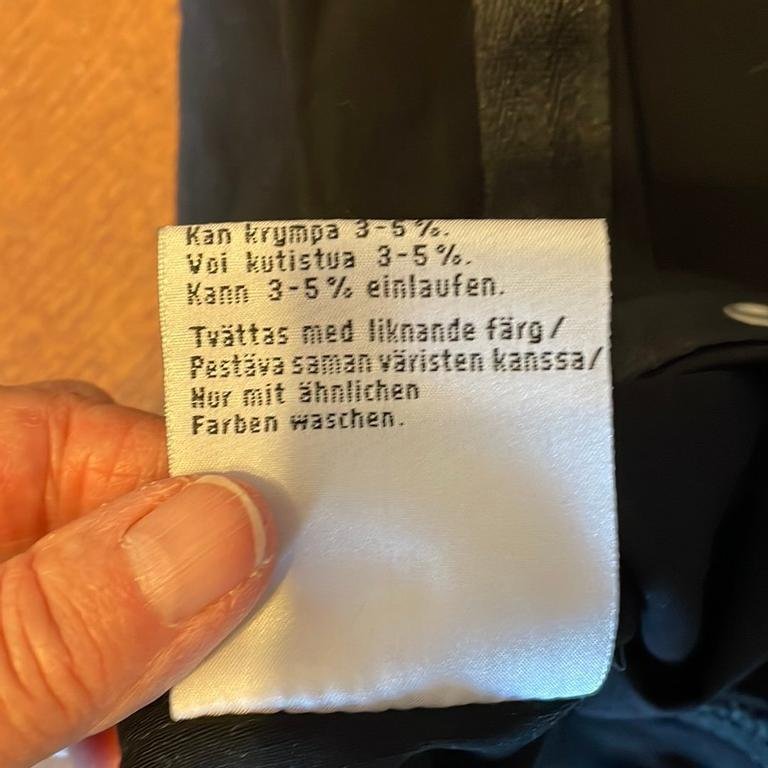 Kan krympa 3-5%.
Voi kutistua 3-5%.
Kann 3-5% einlaufen.
Tvättas med liknande färg/
Pestäva saman väristen kanssa/
Nur mit ähnlichen
Farben waschen.